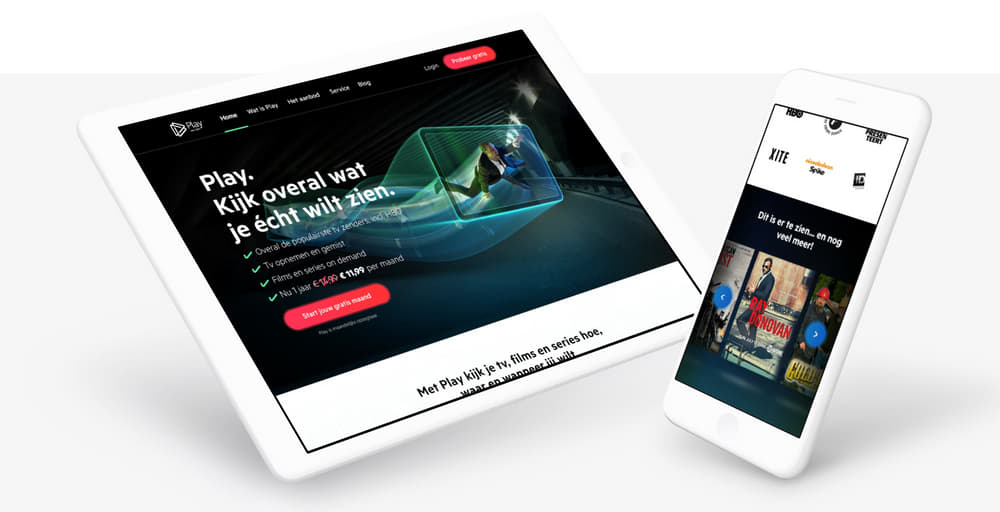 Play
Home
Wat is Play
Het aanbod
Service
Blog
Login
Probeer gratis
Play.
Kijk overal wat
je écht wilt zien.
Overal de populairste tv zenders, incl. HBO
Tv opnemen en gemist
Films en series on demand
Nu 1 jaar € 11,99 per maand
Start jouw gratis maand
Play is maandelijks opzegbaar
Met Play kijk je tv, films en series hoe,
waar en wanneer jij wilt
HBO
PRESEN
TEERT
XITE
nickelodeon
Spike
ID
Dit is er te zien... en nog
veel meer!
RAY
DONOVAN